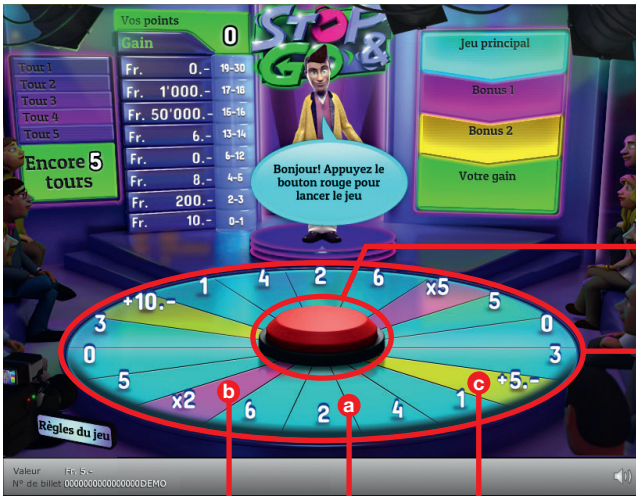 Vos points
0
Gain
Fr. 0.- 19-30
Fr. 1'000.- 17-18
Fr. 50'000.- 15-16
Fr. 6.- 13-14
Fr. 0.- 6-12
Fr. 8.- 4-5
Fr. 200.- 2-3
Fr. 10.- 0-1
Tour 1
Tour 2
Tour 3
Tour 4
Tour 5
Encore 5
tours
STOP
&
GO
Bonjour! Appuyez le
bouton rouge pour
lancer le jeu
Jeu principal
Bonus 1
Bonus 2
Votre gain
+10.-
1
4
2
6
x5
5
0
3
+5.-
1
4
2
6
x2
5
0
3
b
a
c
Règles du jeu
Valeur Fr. 5.-
N° de billet 0000000000000000DEMO